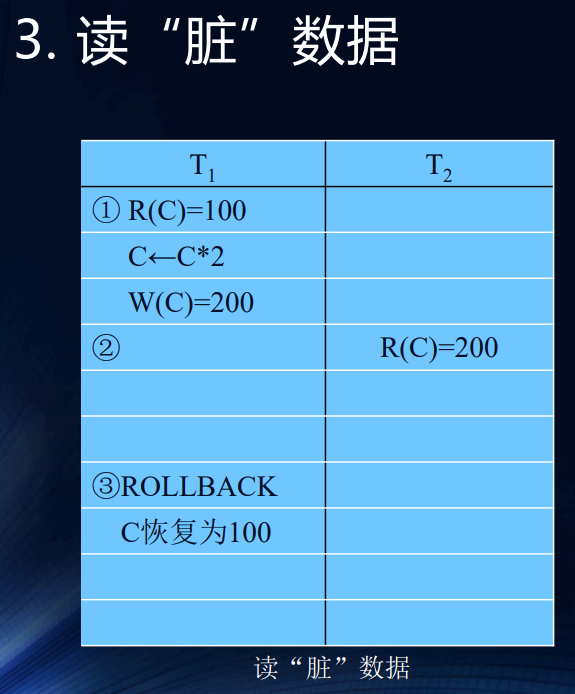 3. 读“脏”数据
T₁ T₂
① R(C)=100
C←C*2
W(C)=200
② R(C)=200
③ROLLBACK
C恢复为100
读“脏”数据